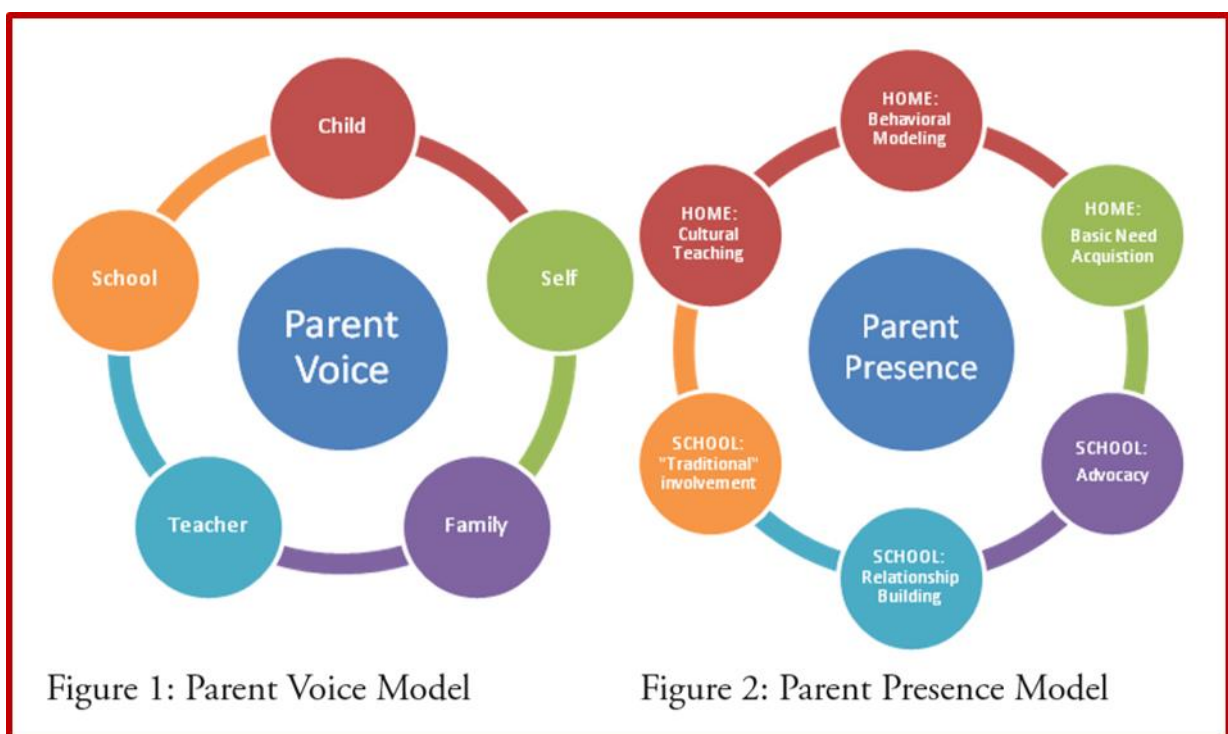 Child
Self
Family
Teacher
School
Parent
Voice
Figure 1: Parent Voice Model
HOME:
Behavioral
Modeling
HOME:
Basic Need
Acquistion
SCHOOL:
Advocacy
SCHOOL:
Relationship
Building
SCHOOL:
"Traditional"
involvement
HOME:
Cultural
Teaching
Parent
Presence
Figure 2: Parent Presence Model